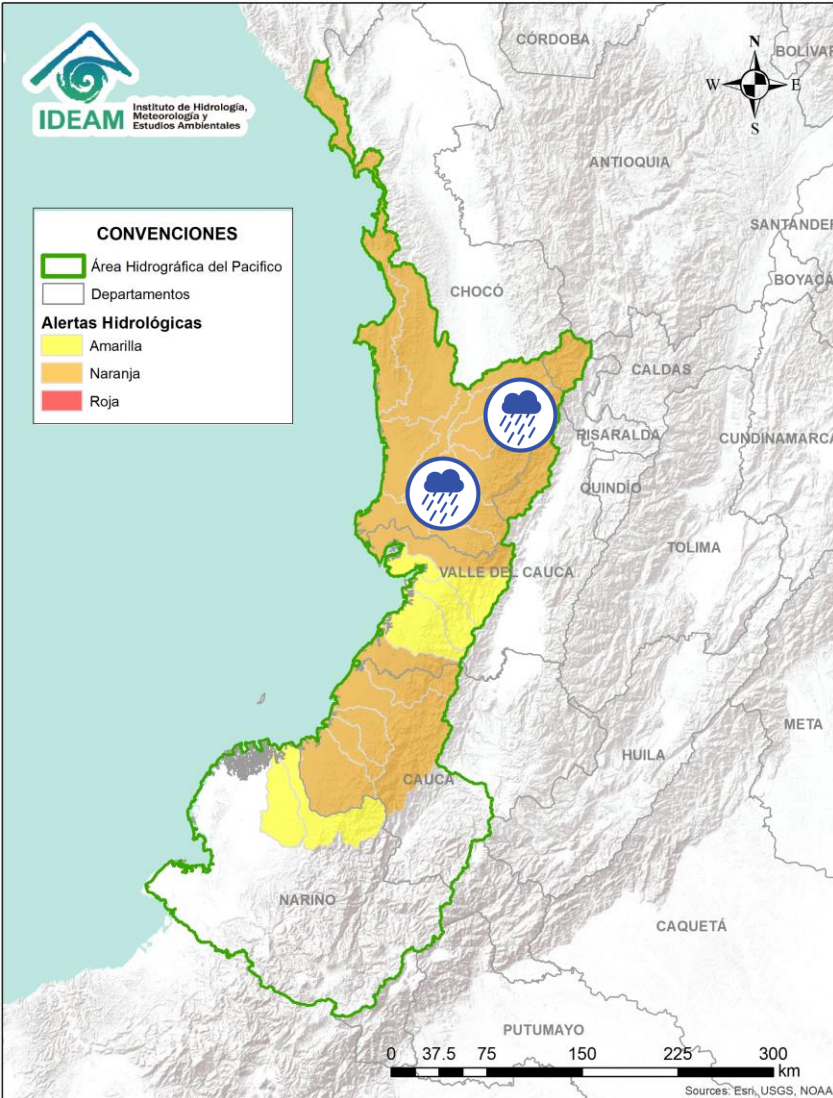 IDEAM
Instituto de Hidrología,
Meteorología y
Estudios Ambientales
CÓRDOBA
BOLÍVAR
N
W
E
S
ANTIOQUIA
SANTANDER
BOYACÁ
CONVENCIONES
Área Hidrográfica del Pacifico
Departamentos
Alertas Hidrológicas
Amarilla
Naranja
Roja
CHOCÓ
CALDAS
RISARALDA
CUNDINAMARCA
QUINDÍO
TOLIMA
VALLE DEL CAUCA
META
HUILA
CAUCA
NARIÑO
CAQUETÁ
PUTUMAYO
0 37.5 75 150 225 300
km
Sources: Esri, USGS, NOAA